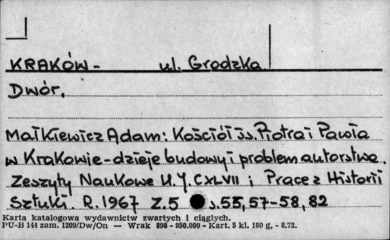 KRAKÓW - ul. Grodzka
Dwór.
Małkiewicz Adam: Kościół śś. Piotra i Pawła
w Krakowie - dzieje budowy i problem autorstwa.
Zeszyty Naukowe U.J. CXLVII i Prace z Historii
Sztuki. R. 1967 Z.5 s.55, 57-58, 82
Karta katalogowa wydawnictw zwartych i ciągłych.
PU-B 144 zam. 1209/Dw/On — Wrak 898 - 950.000 - Kart. 5 kl. 180 g, - 8.72.